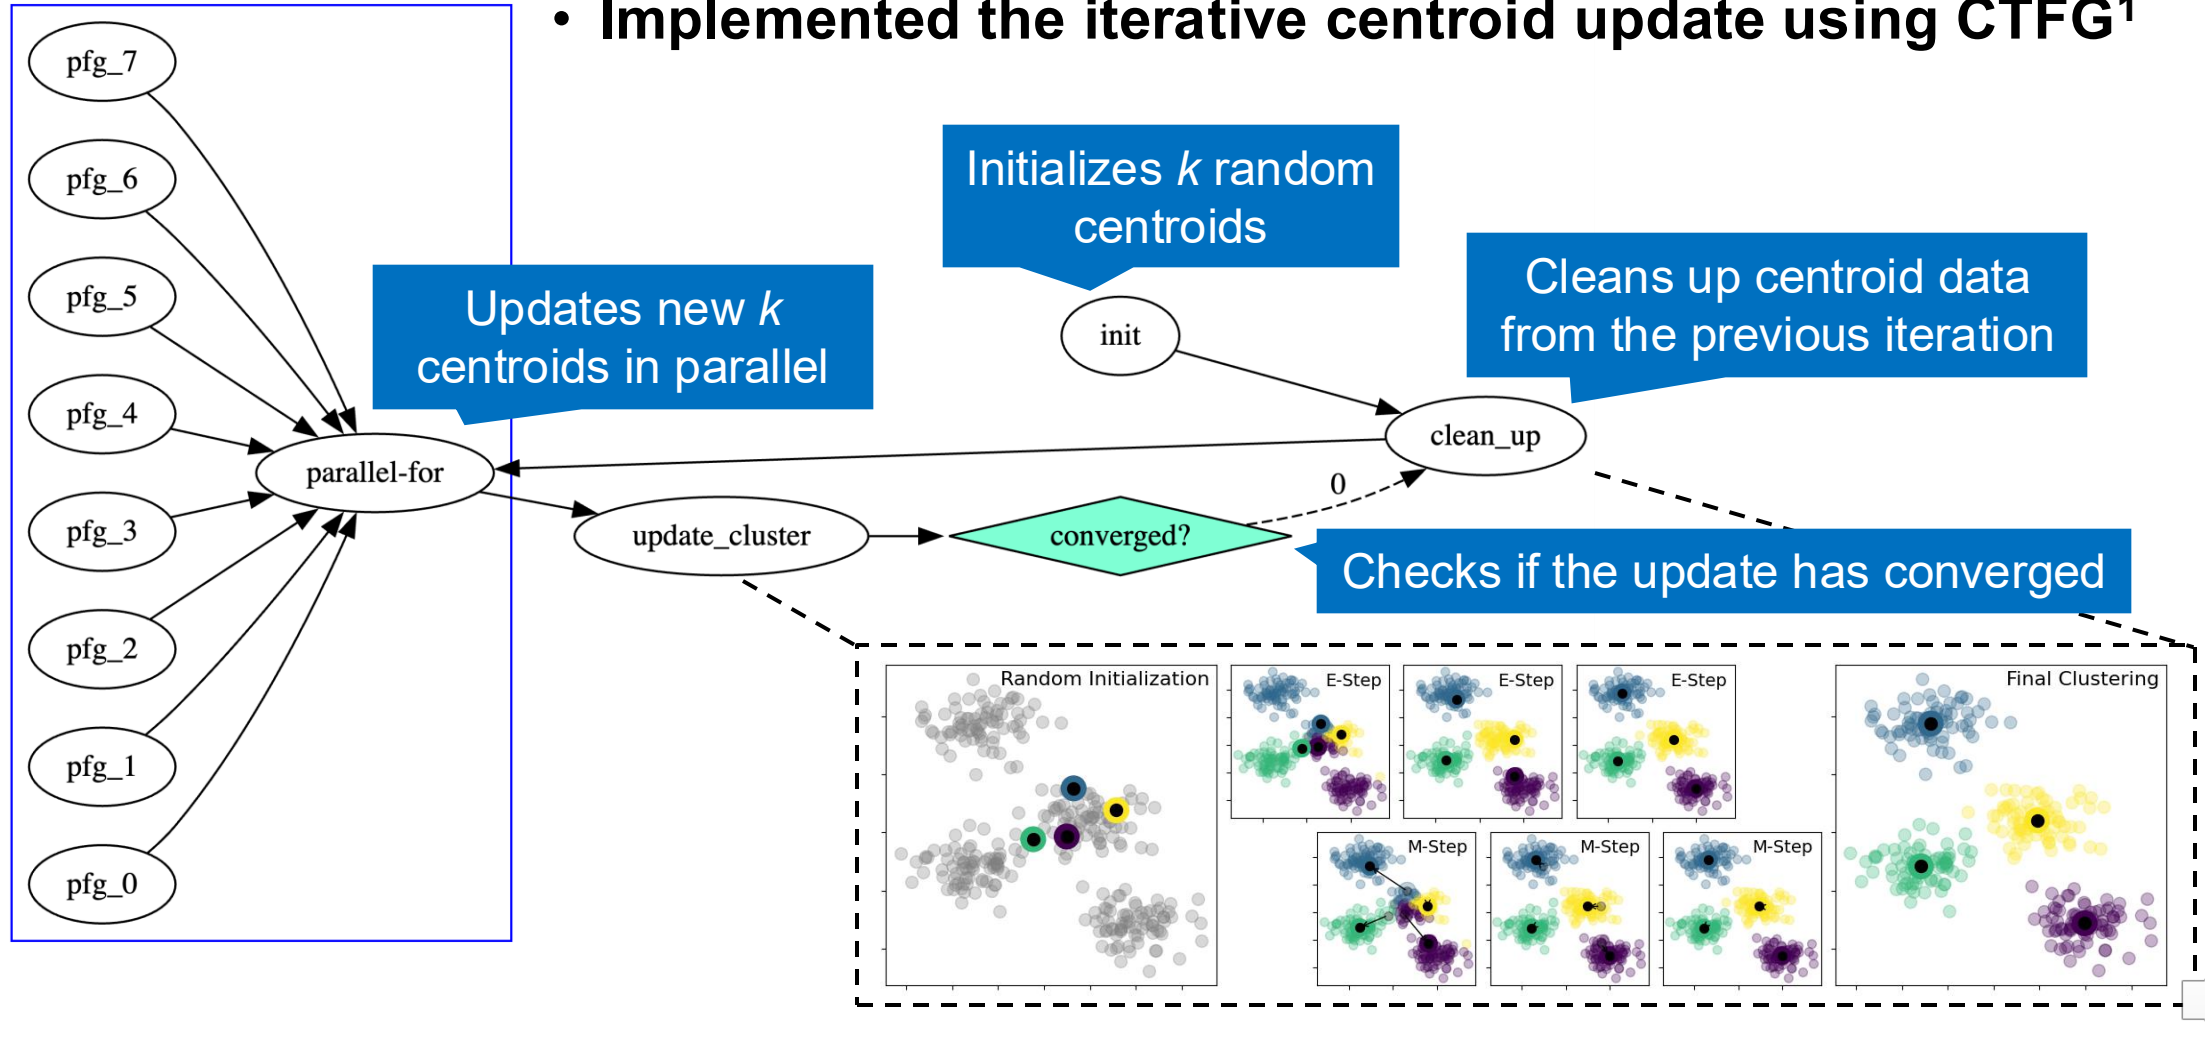 • Implemented the iterative centroid update using CTFG¹
pfg_7
pfg_6
pfg_5
pfg_4
pfg_3
pfg_2
pfg_1
pfg_0
Updates new k
centroids in parallel
parallel-for
Initializes k random
centroids
init
Cleans up centroid data
from the previous iteration
clean_up
0
update_cluster
converged?
Checks if the update has converged
Random Initialization
E-Step
E-Step
E-Step
M-Step
M-Step
M-Step
Final Clustering